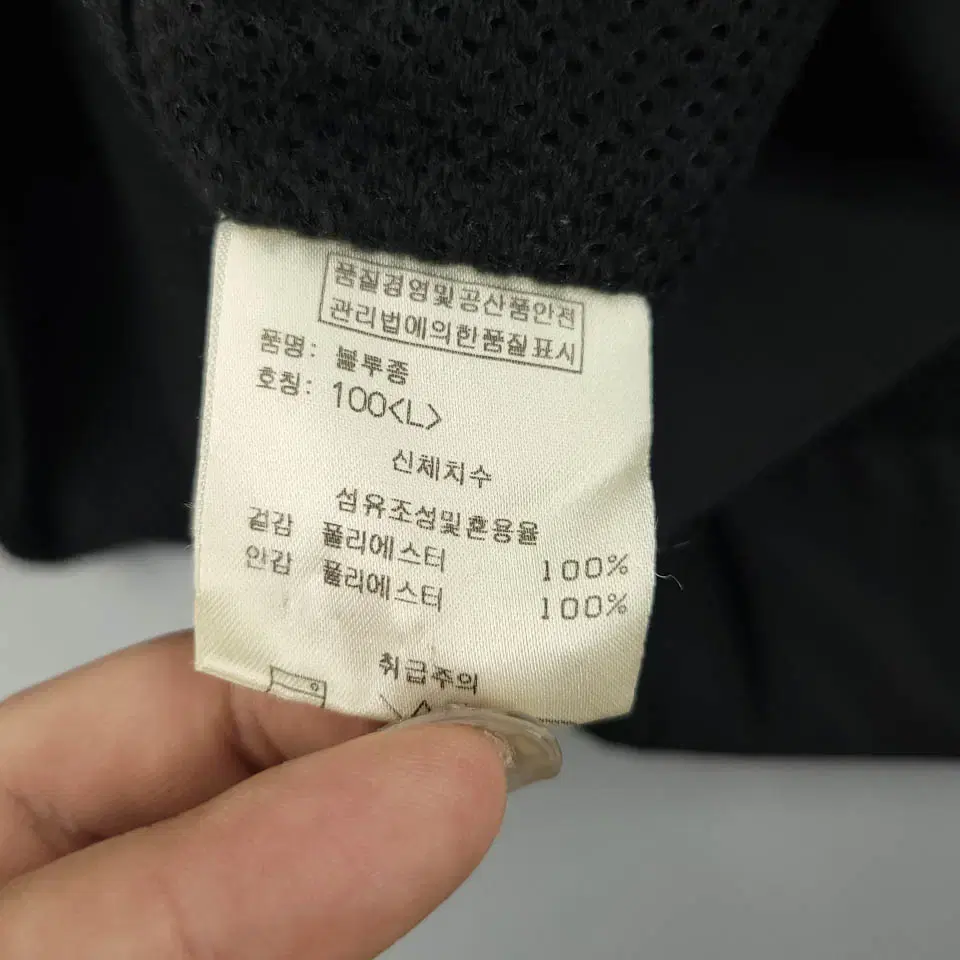 품질경영및공산품안전
관리법에의한품질표시
품명: 블루종
호칭: 100<L>
신체치수
섬유조성및혼용율
겉감 폴리에스터 100%
안감 폴리에스터 100%
취급주의